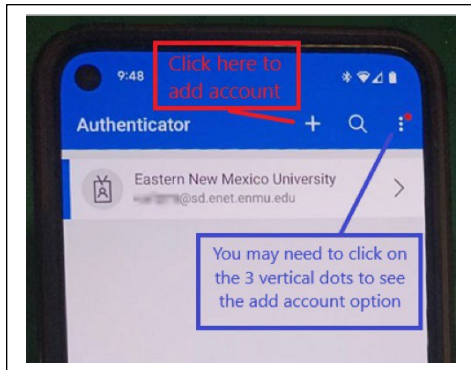 9:48
Click here to
add account
Authenticator
Eastern New Mexico University
@sd.enet.enmu.edu
You may need to click on
the 3 vertical dots to see
the add account option